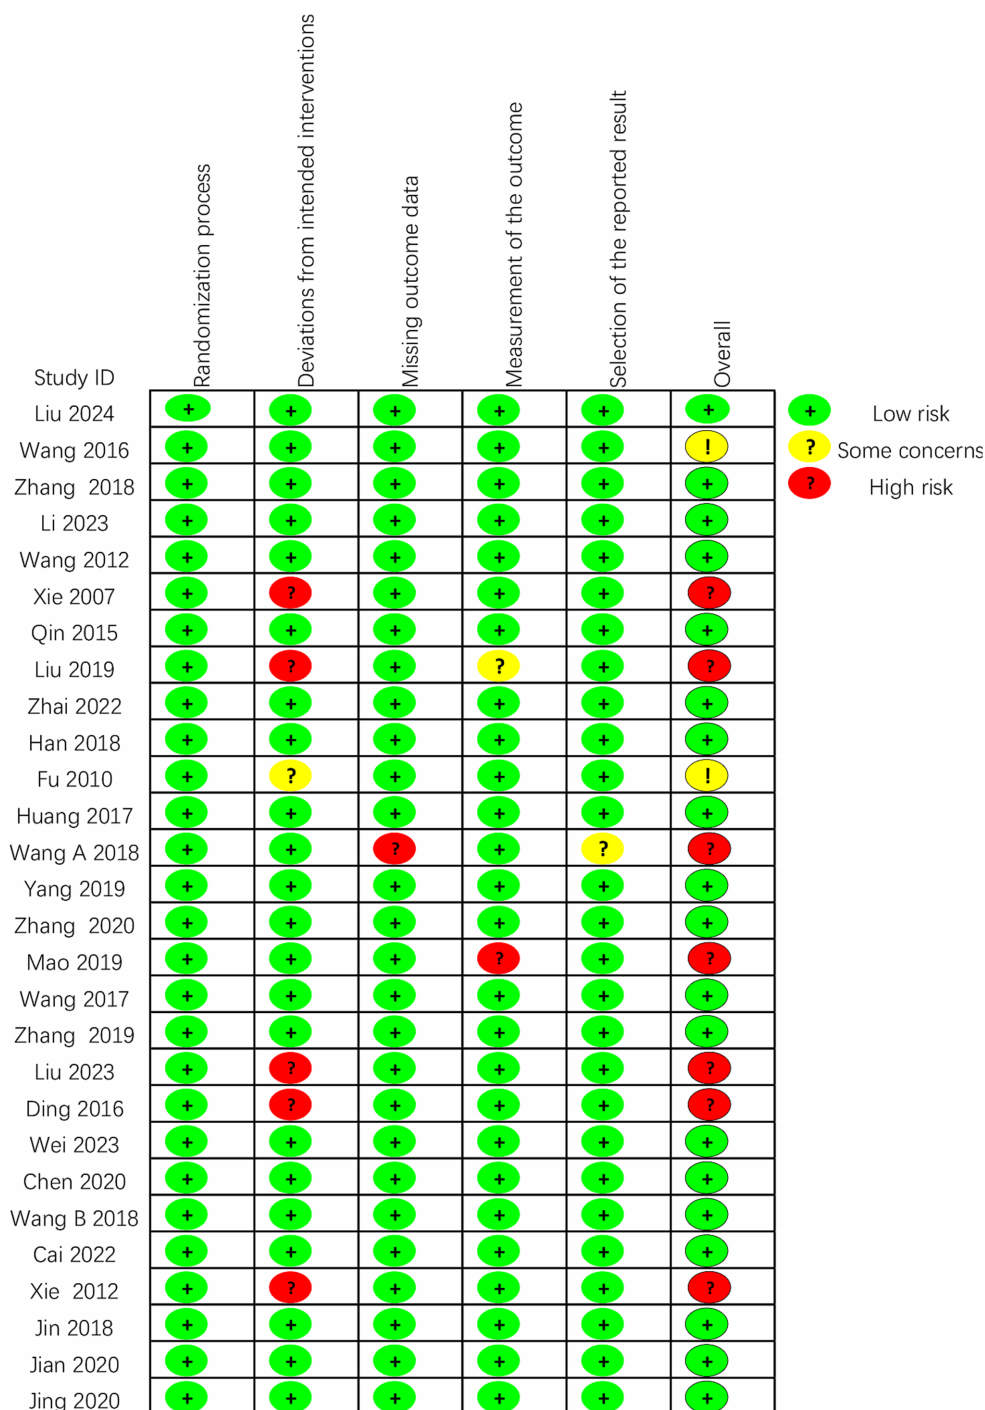 Randomization process
Deviations from intended interventions
Missing outcome data
Measurement of the outcome
Selection of the reported result
Overall
Study ID
Liu 2024 + + + + + +
Wang 2016 + + + + + !
Zhang 2018 + + + + + +
Li 2023 + + + + + +
Wang 2012 + + + + + +
Xie 2007 + ? + + + ?
Qin 2015 + + + + + +
Liu 2019 + ? + ? + ?
Zhai 2022 + + + + + +
Han 2018 + + + + + +
Fu 2010 + ? + + + !
Huang 2017 + + + + + +
Wang A 2018 + + ? + ? ?
Yang 2019 + + + + + +
Zhang 2020 + + + + + +
Mao 2019 + + + ? + ?
Wang 2017 + + + + + +
Zhang 2019 + + + + + +
Liu 2023 + ? + + + ?
Ding 2016 + ? + + + ?
Wei 2023 + + + + + +
Chen 2020 + + + + + +
Wang B 2018 + + + + + +
Cai 2022 + + + + + +
Xie 2012 + ? + + + ?
Jin 2018 + + + + + +
Jian 2020 + + + + + +
Jing 2020 + + + + + +
+ Low risk
? Some concerns
? High risk